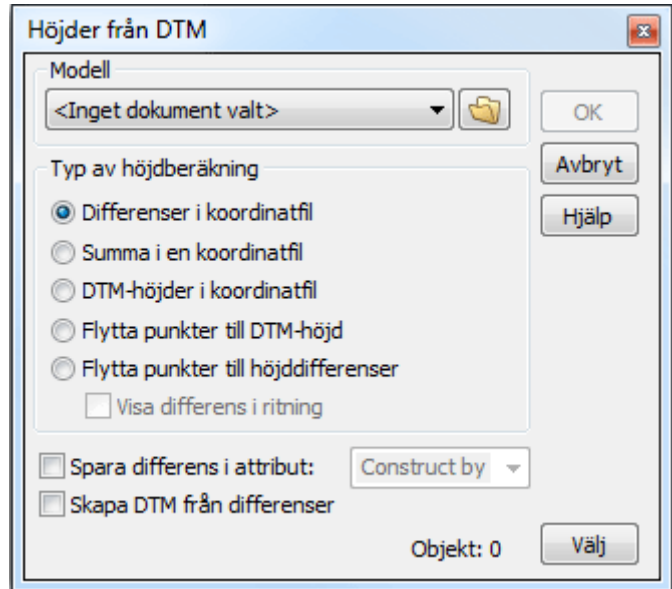 Höjder från DTM
Modell
<Inget dokument valt>
OK
Typ av höjdberäkning
Avbryt
Differenser i koordinatfil
Hjälp
Summa i en koordinatfil
DTM-höjder i koordinatfil
Flytta punkter till DTM-höjd
Flytta punkter till höjddifferenser
Visa differens i ritning
Spara differens i attribut:
Construct by
Skapa DTM från differenser
Objekt: 0
Välj